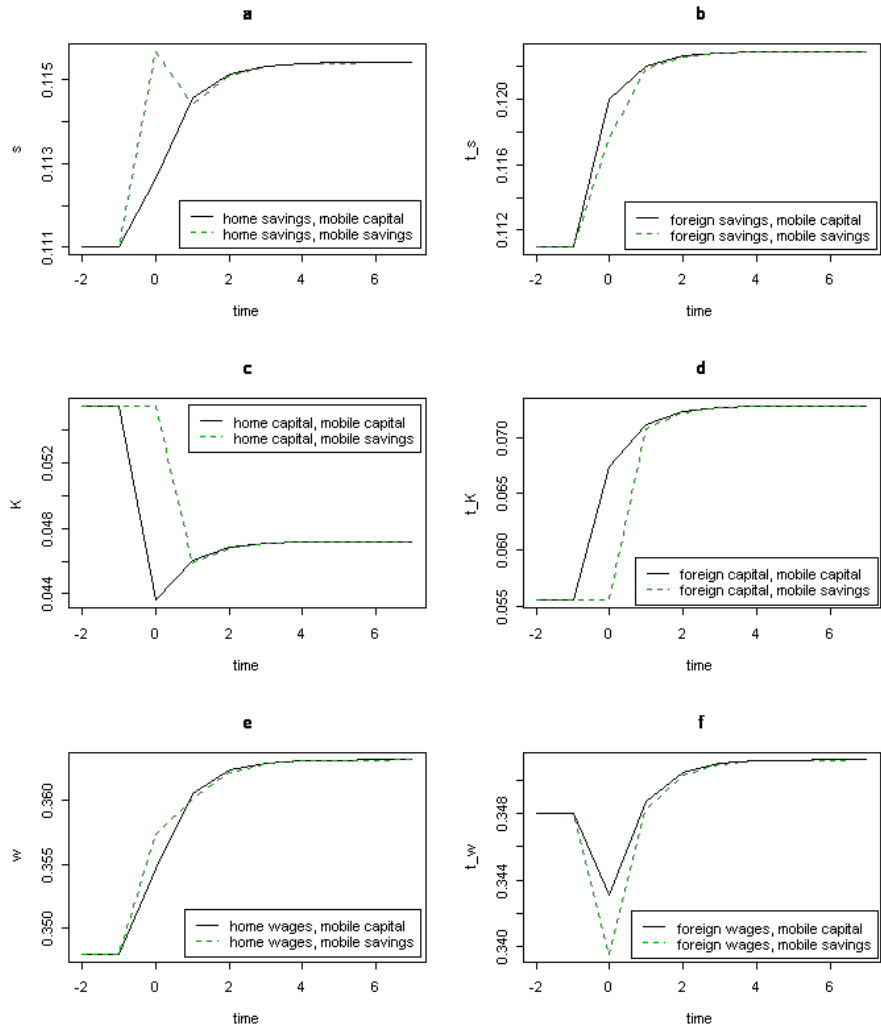 a
s
0.111
0.113
0.115
home savings, mobile capital
home savings, mobile savings
-2 0 2 4 6
time
b
t_s
0.112
0.116
0.120
foreign savings, mobile capital
foreign savings, mobile savings
-2 0 2 4 6
time
c
K
0.044
0.048
0.052
home capital, mobile capital
home capital, mobile savings
-2 0 2 4 6
time
d
t_K
0.055
0.060
0.065
0.070
foreign capital, mobile capital
foreign capital, mobile savings
-2 0 2 4 6
time
e
w
0.350
0.355
0.360
home wages, mobile capital
home wages, mobile savings
-2 0 2 4 6
time
f
t_w
0.340
0.344
0.348
foreign wages, mobile capital
foreign wages, mobile savings
-2 0 2 4 6
time